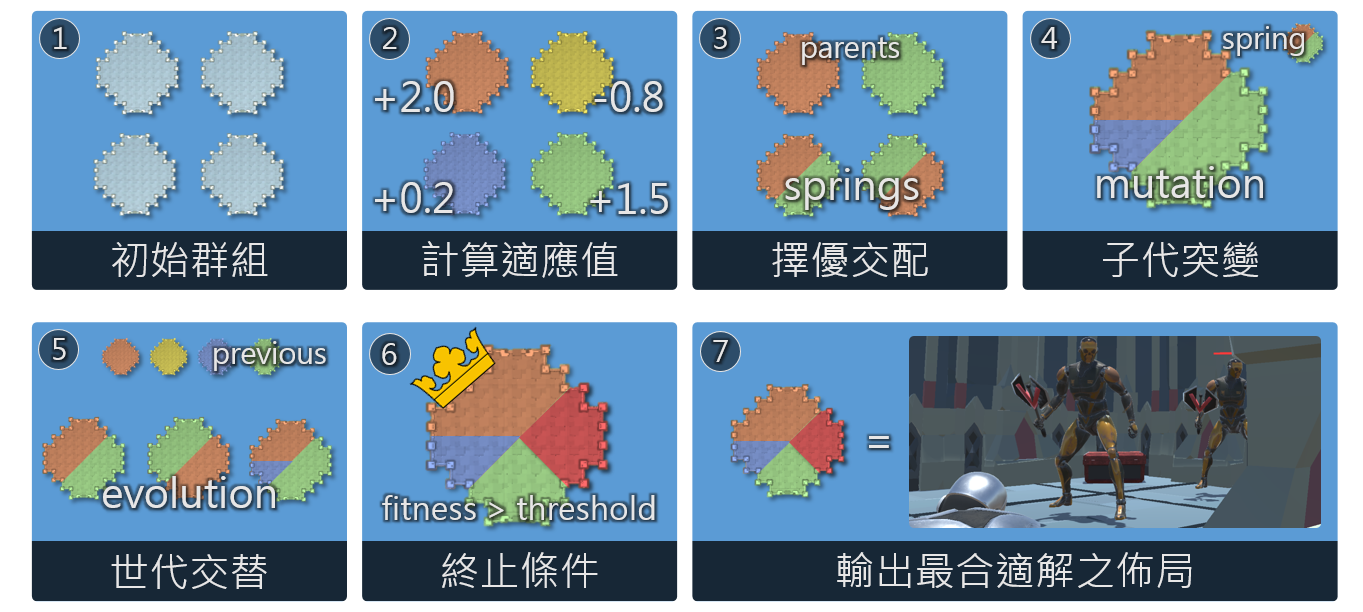 1
初始群組
2
+2.0
-0.8
+0.2
+1.5
計算適應值
3
parents
springs
擇優交配
4
spring
mutation
子代突變
5
previous
evolution
世代交替
6
fitness > threshold
終止條件
7
=
輸出最合適解之佈局